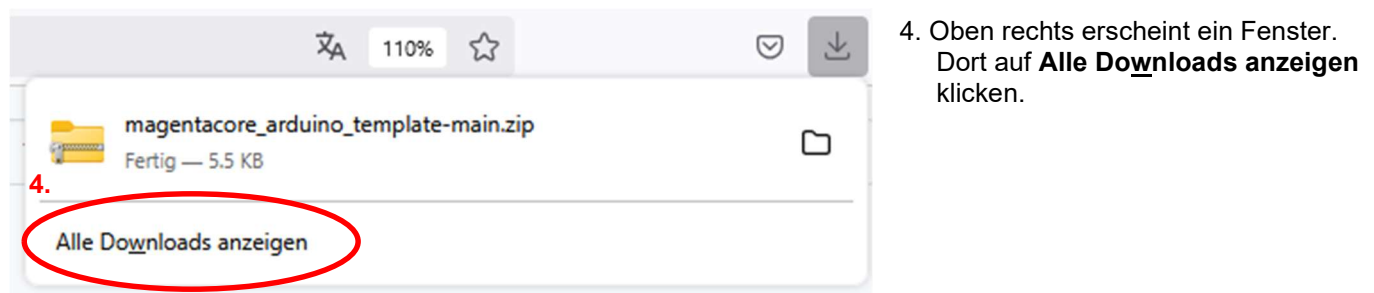 110%
magentacore_arduino_template-main.zip
Fertig — 5.5 KB
4.
Alle Downloads anzeigen
4. Oben rechts erscheint ein Fenster.
Dort auf Alle Downloads anzeigen
klicken.